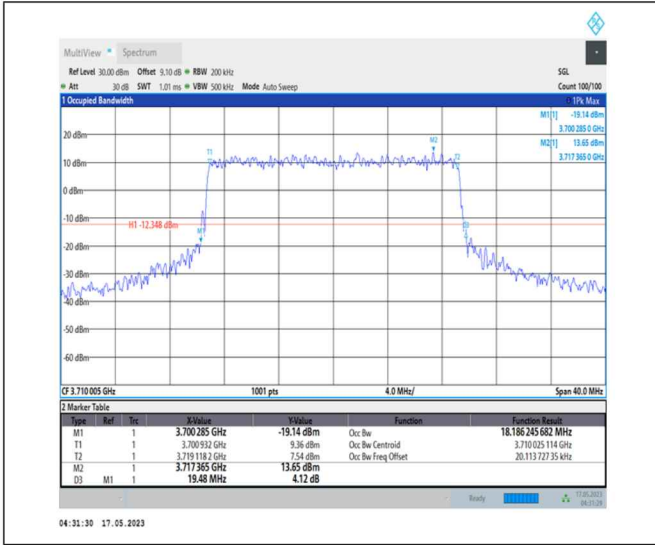 MultiView Spectrum
Ref Level 30.00 dBm Offset 9.10 dB RBW 200 kHz SGL
Att 30 dB SWT 1.01 ms VBW 500 kHz Mode Auto Sweep Count 100/100
1 Occupied Bandwidth 1Pk Max
M1[1] -19.14 dBm
3.700 285 0 GHz
M2[1] 13.65 dBm
3.717 365 0 GHz
20 dBm
M2
T1 T2
10 dBm
0 dBm
-10 dBm
H1 -12.348 dBm
M1
D3
-20 dBm
-30 dBm
-40 dBm
-50 dBm
-60 dBm
CF 3.710 005 GHz 1001 pts 4.0 MHz/ Span 40.0 MHz
2 Marker Table
Type Ref Trc X-Value Y-Value Function Function Result
M1 1 3.700 285 GHz -19.14 dBm Occ Bw 18.186 245 682 MHz
T1 1 3.700 932 GHz 9.36 dBm Occ Bw Centroid 3.710 025 114 GHz
T2 1 3.719 118 2 GHz 7.54 dBm Occ Bw Freq Offset 20.113 727 35 kHz
M2 1 3.717 365 GHz 13.65 dBm
D3 M1 1 19.48 MHz 4.12 dB
Ready 17.05.2023
04:31:30 17.05.2023